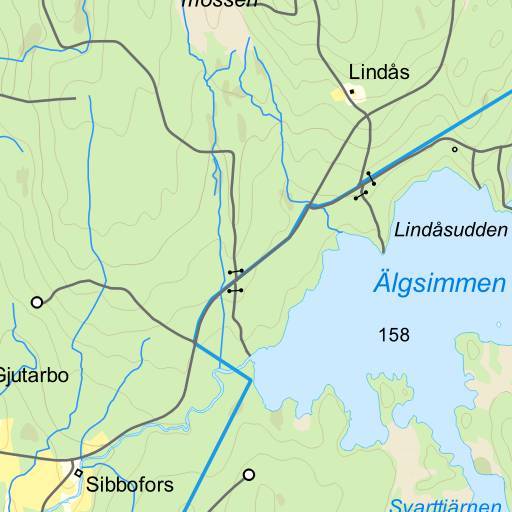 mossen
Lindås
Lindåsudden
Älgsimmen
158
Gjutarbo
Sibbofors
Svarttjärnen